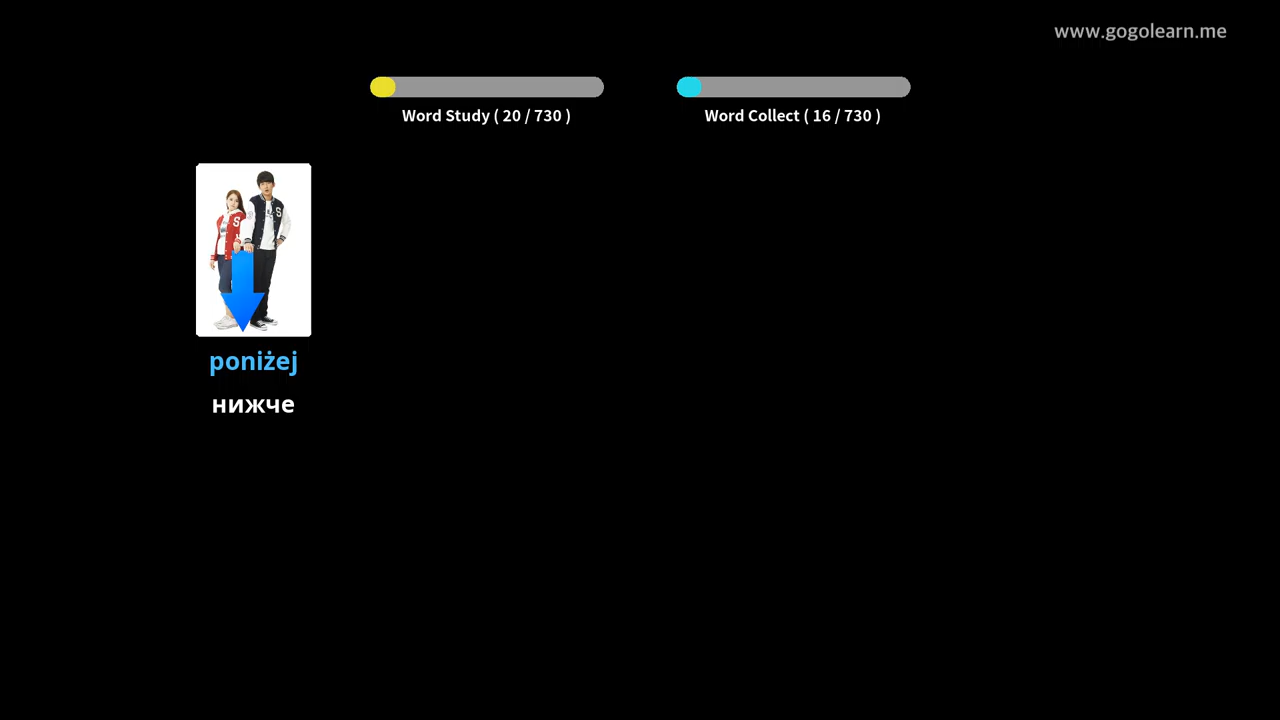 www.gogolearn.me
Word Study ( 20 / 730 )
Word Collect ( 16 / 730 )
S
S
poniżej
нижче